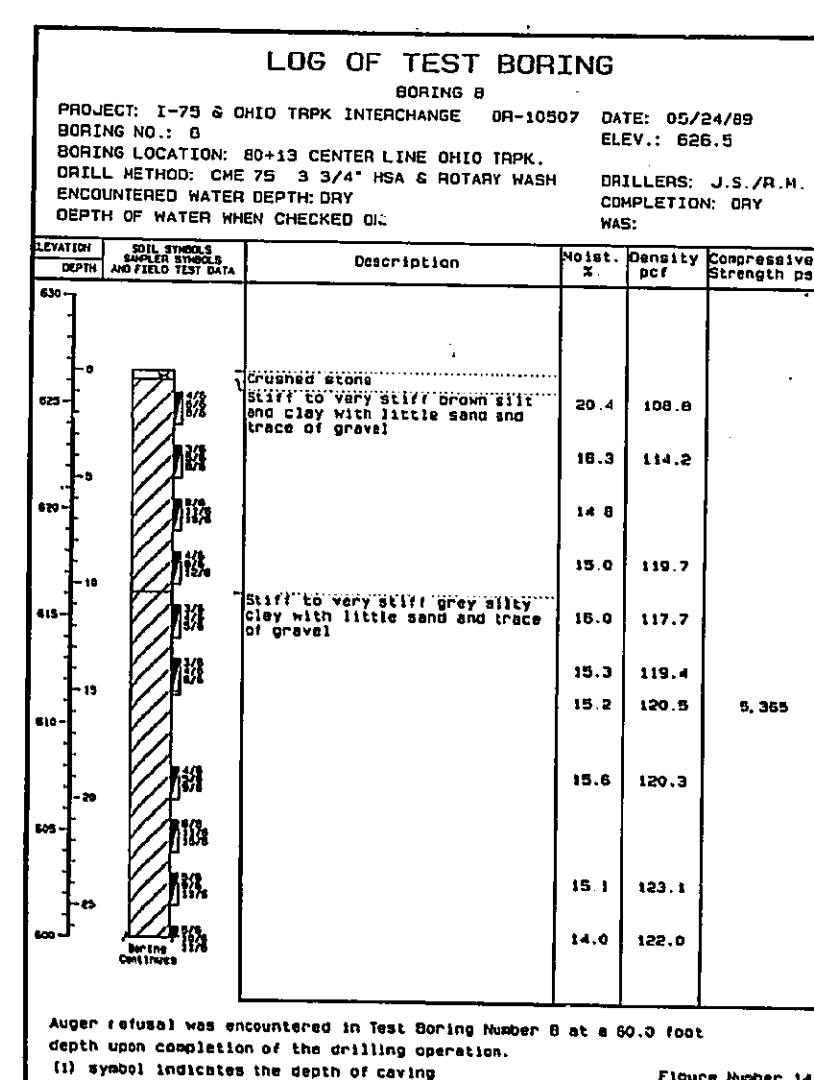 LOG OF TEST BORING
BORING 8
PROJECT: I-75 & OHIO TRPK INTERCHANGE OR-10507 DATE: 05/24/89
BORING NO.: 8 ELEV.: 626.5
BORING LOCATION: 80+13 CENTER LINE OHIO TRPK.
DRILL METHOD: CME 75 3 3/4" HSA & ROTARY WASH DRILLERS: J.S./R.M.
ENCOUNTERED WATER DEPTH: DRY COMPLETION: DRY
DEPTH OF WATER WHEN CHECKED ON: WAS:
ELEVATION DEPTH
SOIL SYMBOLS
SAMPLER SYMBOLS
AND FIELD TEST DATA
Description
Moist. %
Density pcf
Compressive
Strength ps
630
0
Crushed stone
625
Stiff to very stiff brown silt 20.4 108.8
and clay with little sand and
trace of gravel
16.3 114.2
5
620 14.8
15.0 119.7
10
Stiff to very stiff grey silty
615 clay with little sand and trace 16.0 117.7
of gravel
15.3 119.4
15
15.2 120.5 5,365
610
15.6 120.3
20
605
15.1 123.1
25
600 14.0 122.0
Boring
Continues
Auger refusal was encountered in Test Boring Number 8 at a 60.0 foot
depth upon completion of the drilling operation.
(1) symbol indicates the depth of caving
Figure Number 14